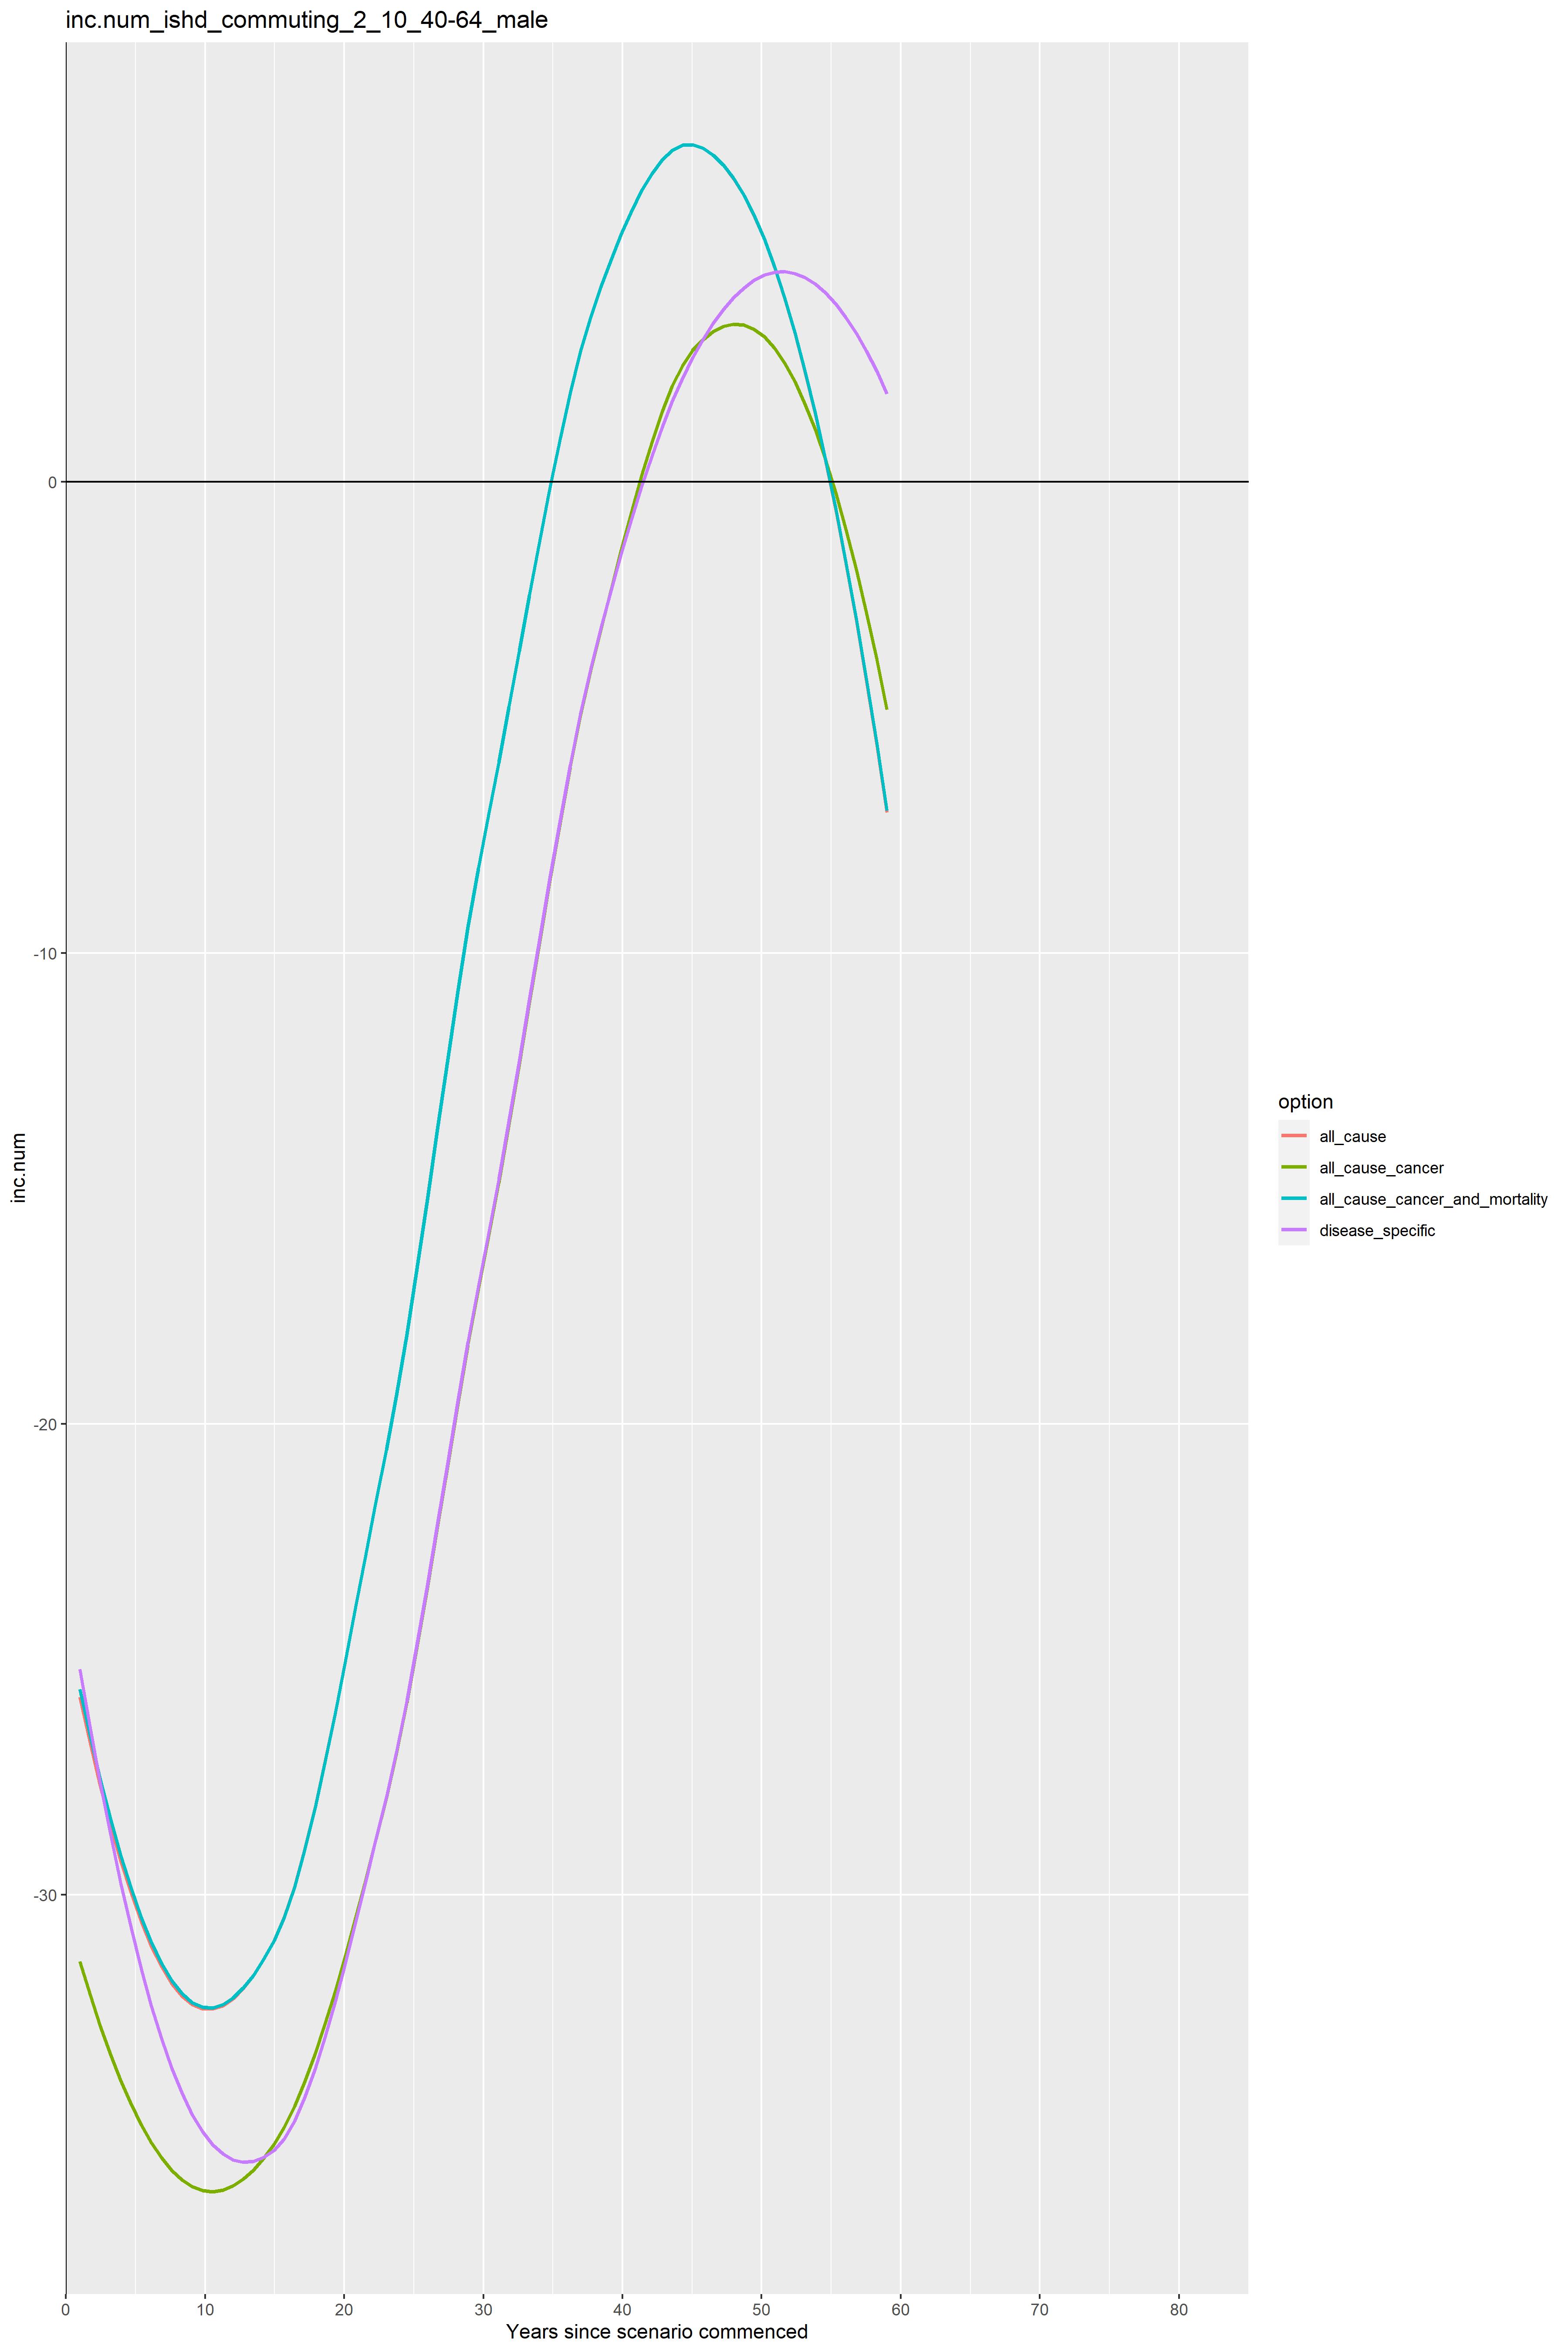 inc.num_ishd_commuting_2_10_40-64_male
inc.num
0
-10
-20
-30
0 10 20 30 40 50 60 70 80
Years since scenario commenced
option
all_cause
all_cause_cancer
all_cause_cancer_and_mortality
disease_specific